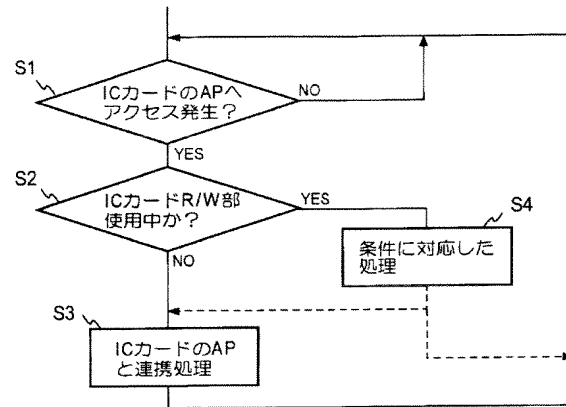 S1
ICカードのAPへ
アクセス発生？
NO
YES
S2
ICカードR/W部
使用中か？
YES
S4
条件に対応した
処理
NO
S3
ICカードのAP
と連携処理